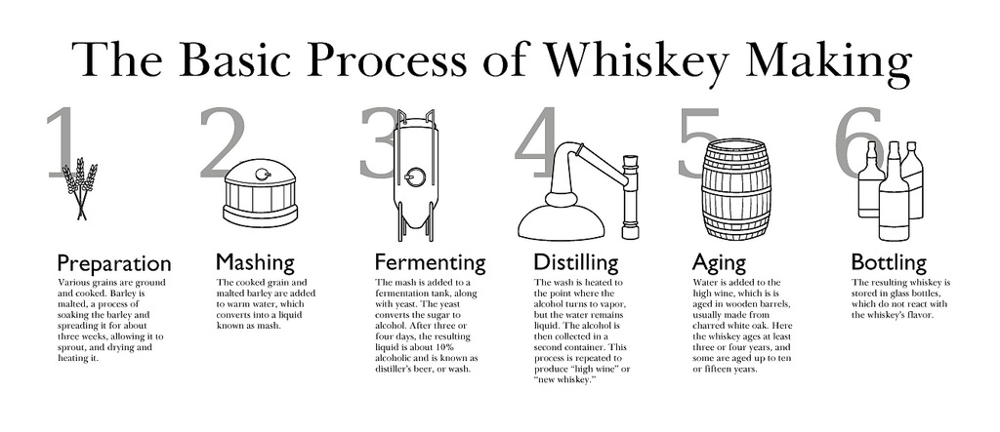 The Basic Process of Whiskey Making
1
Preparation
Various grains are ground
and cooked. Barley is
malted, a process of
soaking the barley and
spreading it for about
three weeks, allowing it to
sprout, and drying and
heating it.
2
Mashing
The cooked grain and
malted barley are added
to warm water, which
converts into a liquid
known as mash.
3
Fermenting
The mash is added to a
fermentation tank, along
with yeast. The yeast
converts the sugar to
alcohol. After three or
four days, the resulting
liquid is about 10%
alcoholic and is known as
distiller's beer, or wash.
4
Distilling
The wash is heated to
the point where the
alcohol turns to vapor,
but the water remains
liquid. The alcohol is
then collected in a
second container. This
process is repeated to
produce “high wine” or
“new whiskey.”
5
Aging
Water is added to the
high wine, which is is
aged in wooden barrels,
usually made from
charred white oak. Here
the whiskey ages at least
three or four years, and
some are aged up to ten
or fifteen years.
6
Bottling
The resulting whiskey is
stored in glass bottles,
which do not react with
the whiskey's flavor.